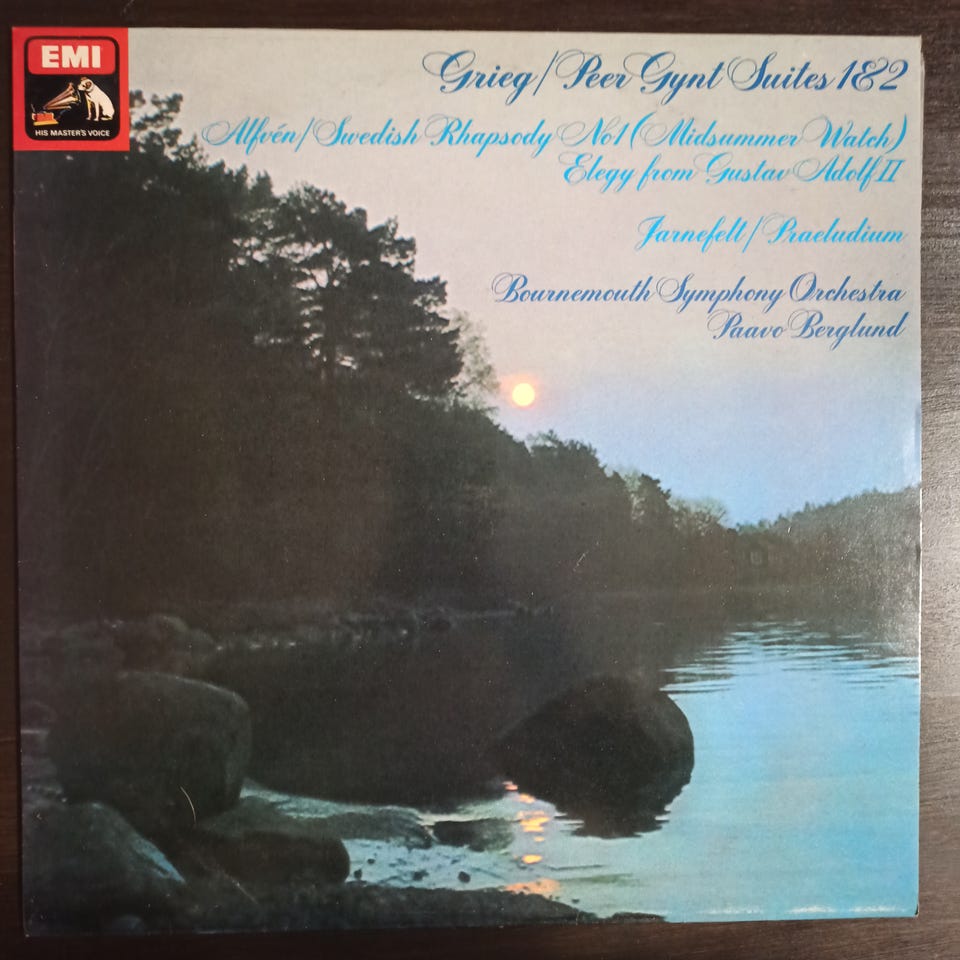 EMI
HIS MASTER'S VOICE
Grieg/Peer Gynt Suites 1&2
Alfvén/Swedish Rhapsody No1 (Midsummer Watch)
Elegy from Gustav Adolf II
Jarnefelt/Praeludium
Bournemouth Symphony Orchestra
Paavo Berglund